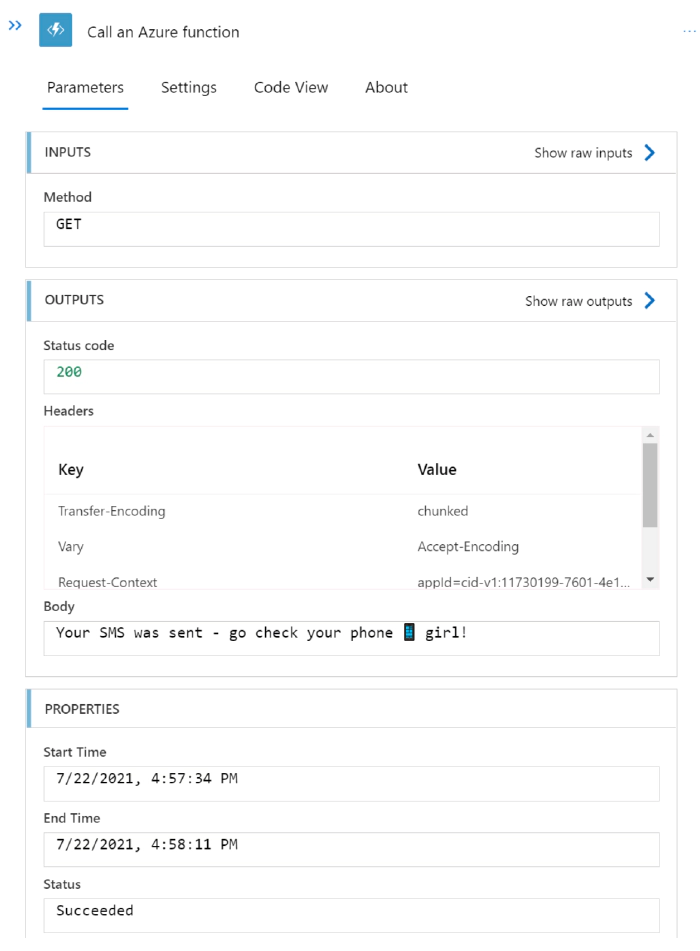 Call an Azure function
...
Parameters Settings Code View About
INPUTS Show raw inputs
Method
GET
OUTPUTS Show raw outputs
Status code
200
Headers
Key Value
Transfer-Encoding chunked
Vary Accept-Encoding
Request-Context appId=cid-v1:11730199-7601-4e1...
Body
Your SMS was sent - go check your phone 📱 girl!
PROPERTIES
Start Time
7/22/2021, 4:57:34 PM
End Time
7/22/2021, 4:58:11 PM
Status
Succeeded